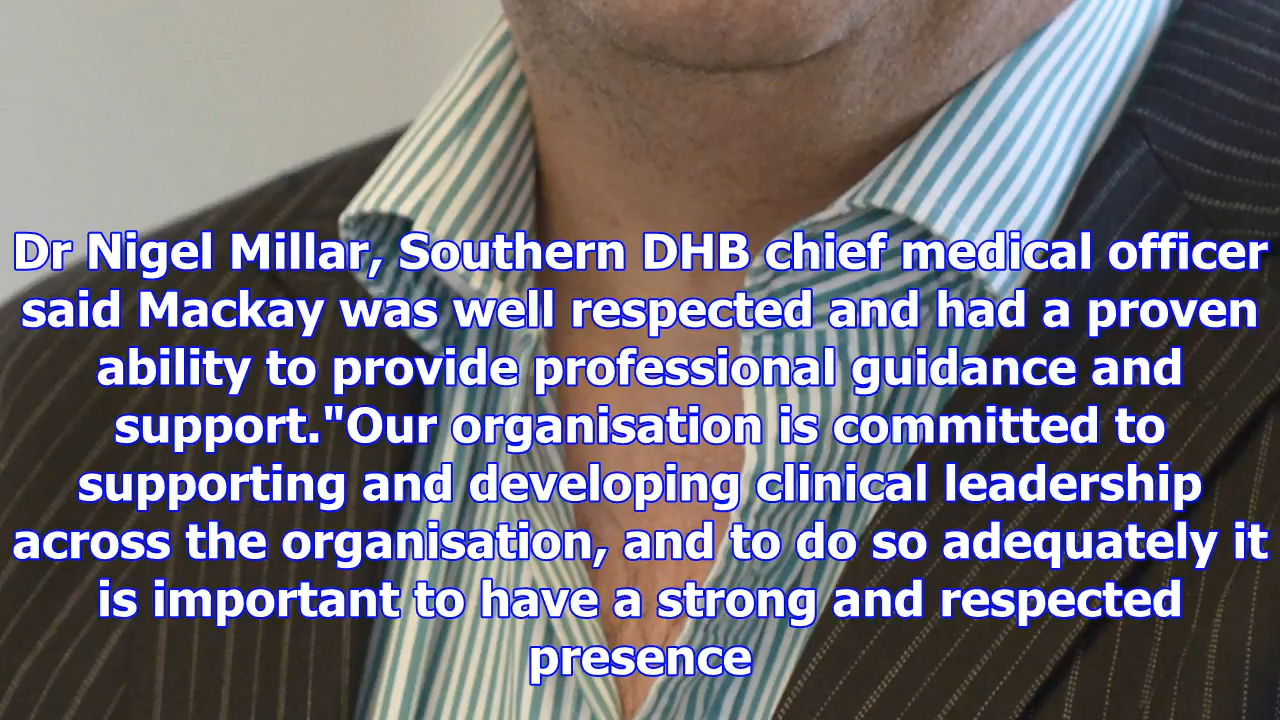 Dr Nigel Millar, Southern DHB chief medical officer
said Mackay was well respected and had a proven
ability to provide professional guidance and
support."Our organisation is committed to
supporting and developing clinical leadership
across the organisation, and to do so adequately it
is important to have a strong and respected
presence